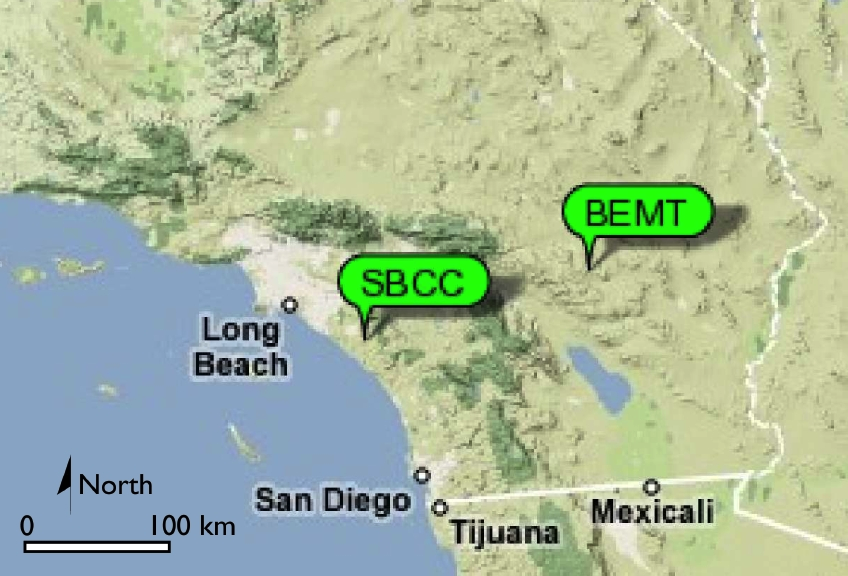 BEMT
SBCC
Long
Beach
North
San Diego
Tijuana
Mexicali
0
100 km